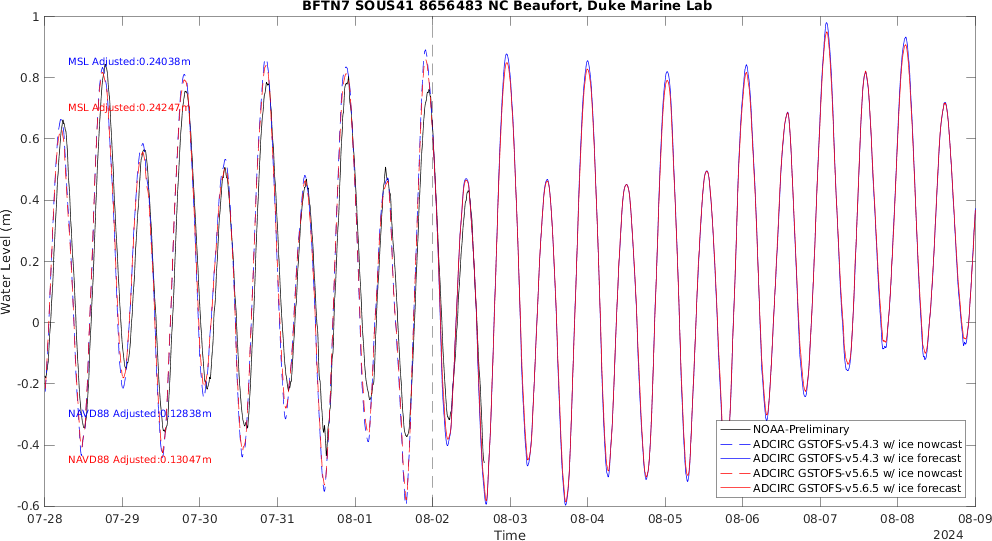 BFTN7 SOUS41 8656483 NC Beaufort, Duke Marine Lab
1
0.8
0.6
0.4
0.2
0
-0.2
-0.4
-0.6
Water Level (m)
MSL Adjusted:0.24038m
MSL Adjusted:0.24247m
NAVD88 Adjusted:0.12838m
NAVD88 Adjusted:0.13047m
NOAA-Preliminary
ADCIRC GSTOFS-v5.4.3 w/ ice nowcast
ADCIRC GSTOFS-v5.4.3 w/ ice forecast
ADCIRC GSTOFS-v5.6.5 w/ ice nowcast
ADCIRC GSTOFS-v5.6.5 w/ ice forecast
07-28 07-29 07-30 07-31 08-01 08-02 08-03 08-04 08-05 08-06 08-07 08-08 08-09
Time
2024